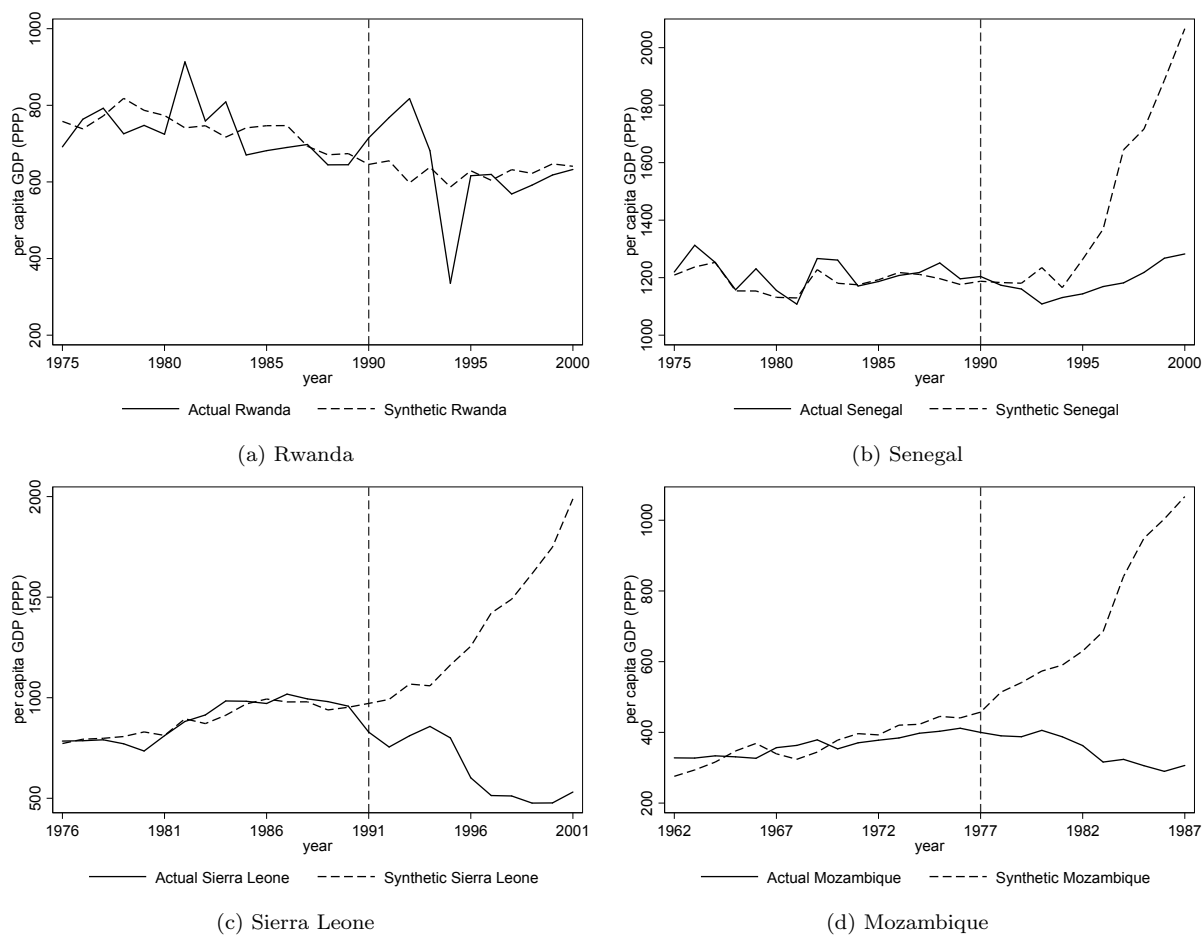 per capita GDP (PPP)
200 400 600 800 1000
1975 1980 1985 1990 1995 2000
year
Actual Rwanda Synthetic Rwanda
(a) Rwanda
per capita GDP (PPP)
1000 1200 1400 1600 1800 2000
1975 1980 1985 1990 1995 2000
year
Actual Senegal Synthetic Senegal
(b) Senegal
per capita GDP (PPP)
500 1000 1500 2000
1976 1981 1986 1991 1996 2001
year
Actual Sierra Leone Synthetic Sierra Leone
(c) Sierra Leone
per capita GDP (PPP)
200 400 600 800 1000
1962 1967 1972 1977 1982 1987
year
Actual Mozambique Synthetic Mozambique
(d) Mozambique